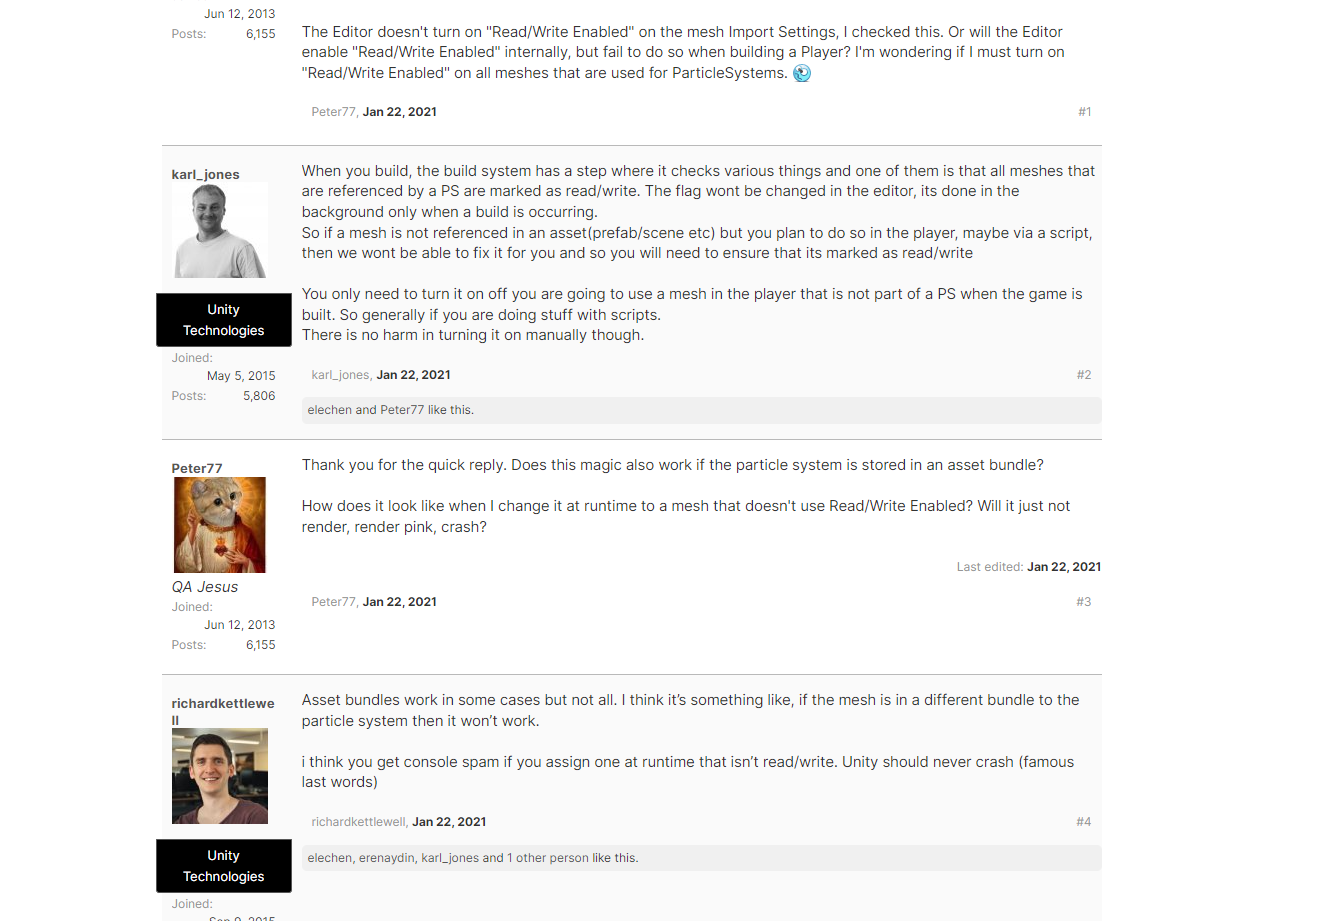 Jun 12, 2013
Posts: 6,155
The Editor doesn't turn on "Read/Write Enabled" on the mesh Import Settings, I checked this. Or will the Editor
enable "Read/Write Enabled" internally, but fail to do so when building a Player? I'm wondering if I must turn on
"Read/Write Enabled" on all meshes that are used for ParticleSystems.
Peter77, Jan 22, 2021 #1
karl_jones
Unity
Technologies
Joined:
May 5, 2015
Posts: 5,806
When you build, the build system has a step where it checks various things and one of them is that all meshes that
are referenced by a PS are marked as read/write. The flag wont be changed in the editor, its done in the
background only when a build is occurring.
So if a mesh is not referenced in an asset(prefab/scene etc) but you plan to do so in the player, maybe via a script,
then we wont be able to fix it for you and so you will need to ensure that its marked as read/write
You only need to turn it on off you are going to use a mesh in the player that is not part of a PS when the game is
built. So generally if you are doing stuff with scripts.
There is no harm in turning it on manually though.
karl_jones, Jan 22, 2021 #2
elechen and Peter77 like this.
Peter77
QA Jesus
Joined:
Jun 12, 2013
Posts: 6,155
Thank you for the quick reply. Does this magic also work if the particle system is stored in an asset bundle?
How does it look like when I change it at runtime to a mesh that doesn't use Read/Write Enabled? Will it just not
render, render pink, crash?
Last edited: Jan 22, 2021
Peter77, Jan 22, 2021 #3
richardkettlewe
ll
Unity
Technologies
Joined:
Sep 9, 2015
Asset bundles work in some cases but not all. I think it’s something like, if the mesh is in a different bundle to the
particle system then it won’t work.
i think you get console spam if you assign one at runtime that isn’t read/write. Unity should never crash (famous
last words)
richardkettlewell, Jan 22, 2021 #4
elechen, erenaydin, karl_jones and 1 other person like this.